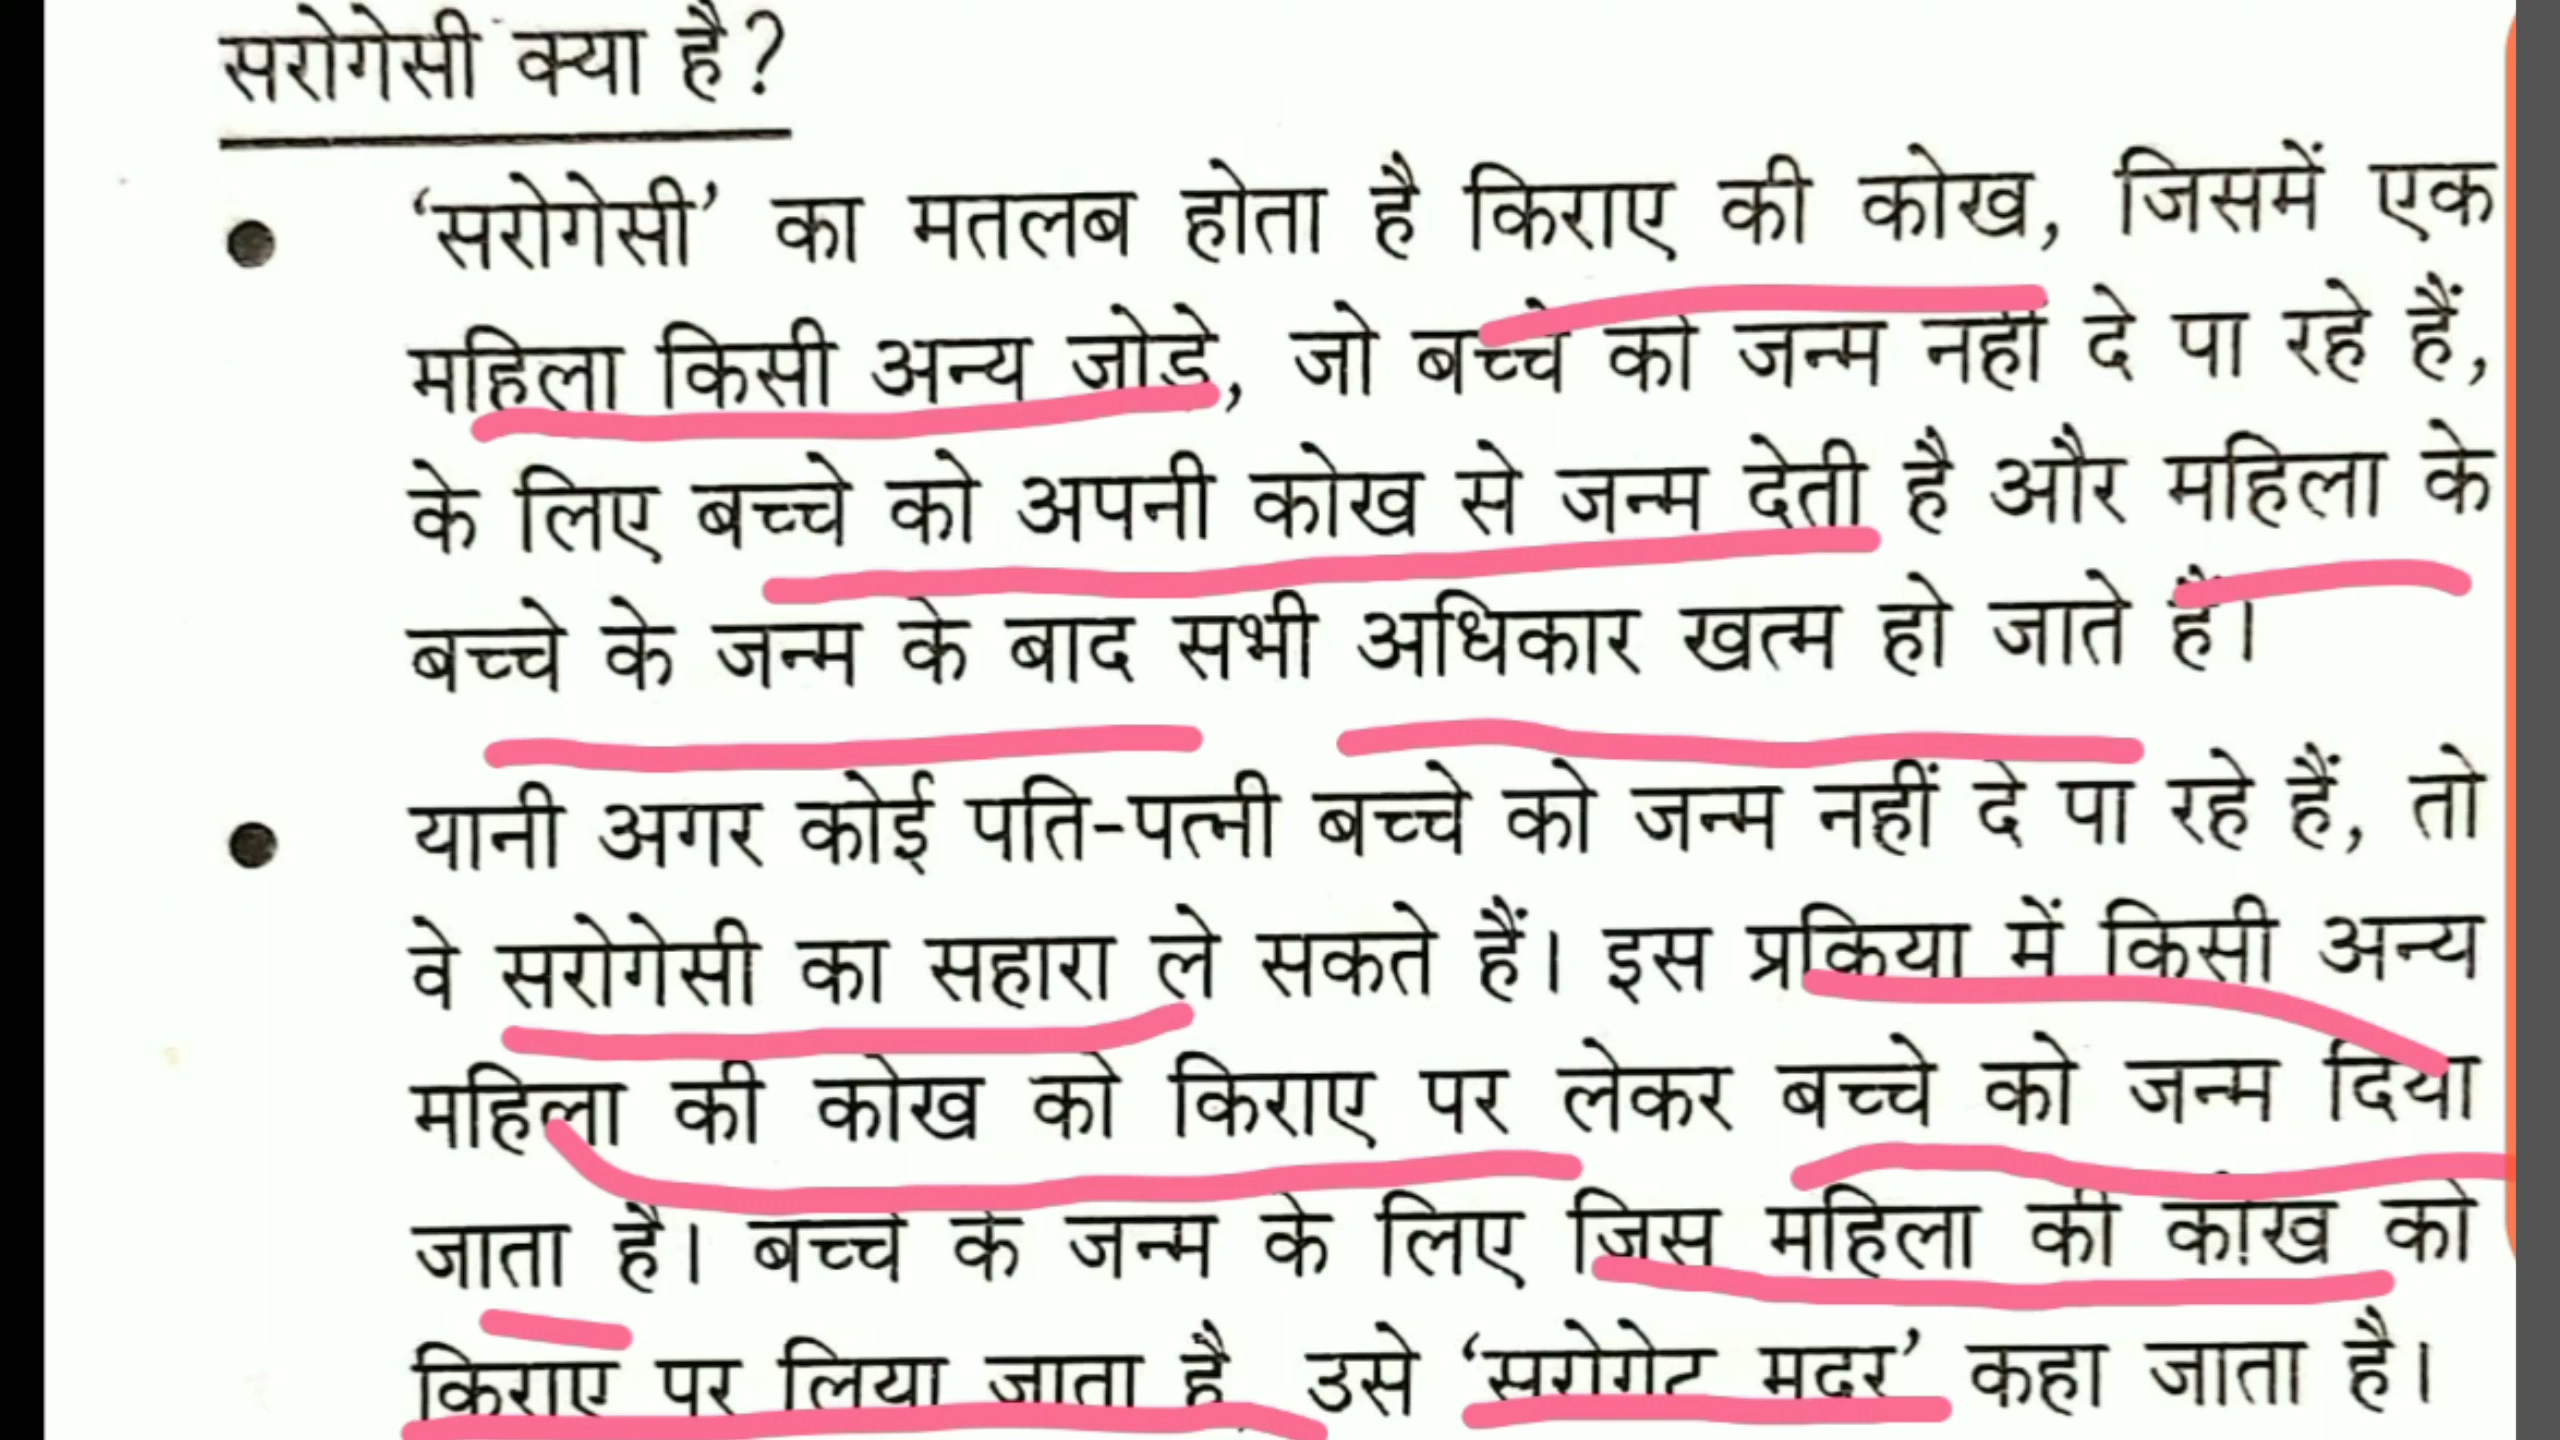 सरोगेसी क्या है?
● ‘सरोगेसी’ का मतलब होता है किराए की कोख, जिसमें एक
महिला किसी अन्य जोड़े, जो बच्चे को जन्म नहीं दे पा रहे हैं,
के लिए बच्चे को अपनी कोख से जन्म देती है और महिला के
बच्चे के जन्म के बाद सभी अधिकार खत्म हो जाते हैं।
● यानी अगर कोई पति-पत्नी बच्चे को जन्म नहीं दे पा रहे हैं, तो
वे सरोगेसी का सहारा ले सकते हैं। इस प्रकिया में किसी अन्य
महिला की कोख को किराए पर लेकर बच्चे को जन्म दिया
जाता है। बच्चे के जन्म के लिए जिस महिला की कोख को
किराए पर लिया जाता है, उसे ‘सरोगेट मदर’ कहा जाता है।